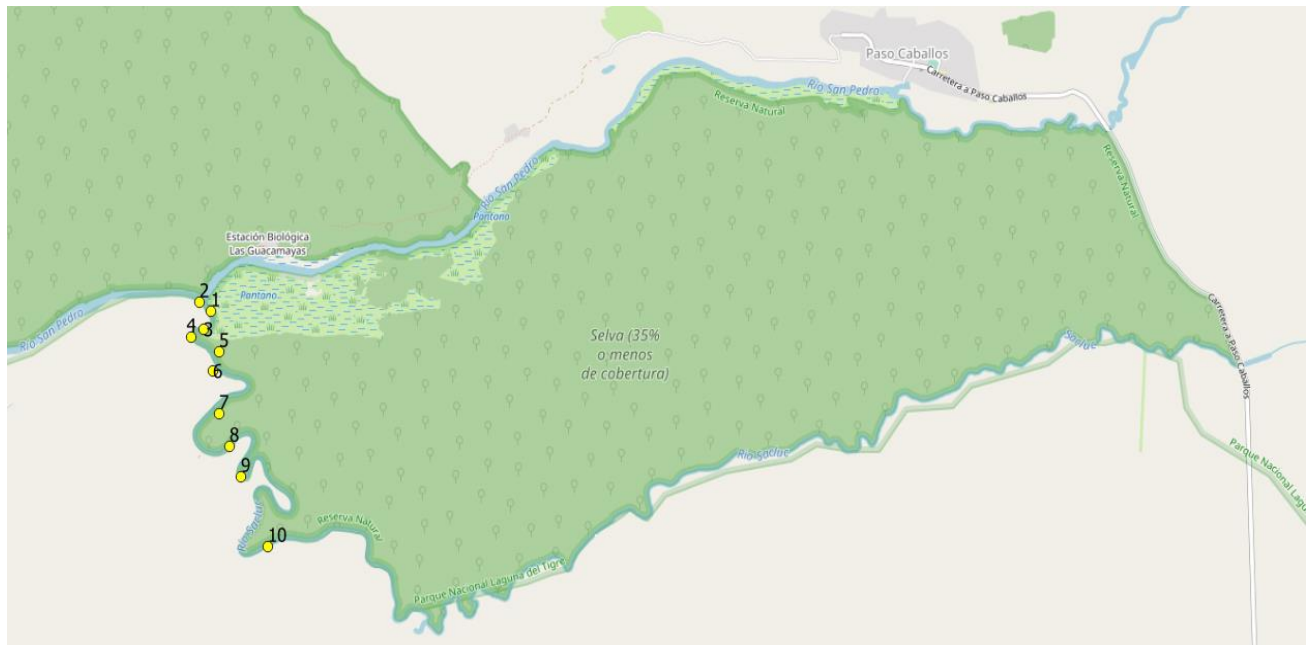 Paso Caballos
Carretera a Paso Caballos
Río San Pedro
Reserva Natural
Reserva Natural
Río San Pedro
Pantano
Estación Biológica
Las Guacamayas
Pantano
2
1
Río San Pedro
3
4
5
6
Selva (35%
o menos
de cobertura)
Sacluc
Carretera a Paso Caballos
7
8
Río Sacluc
Parque Nacional Lagu
9
Río Sacluc
Reserva Natural
10
Parque Nacional Laguna del Tigre